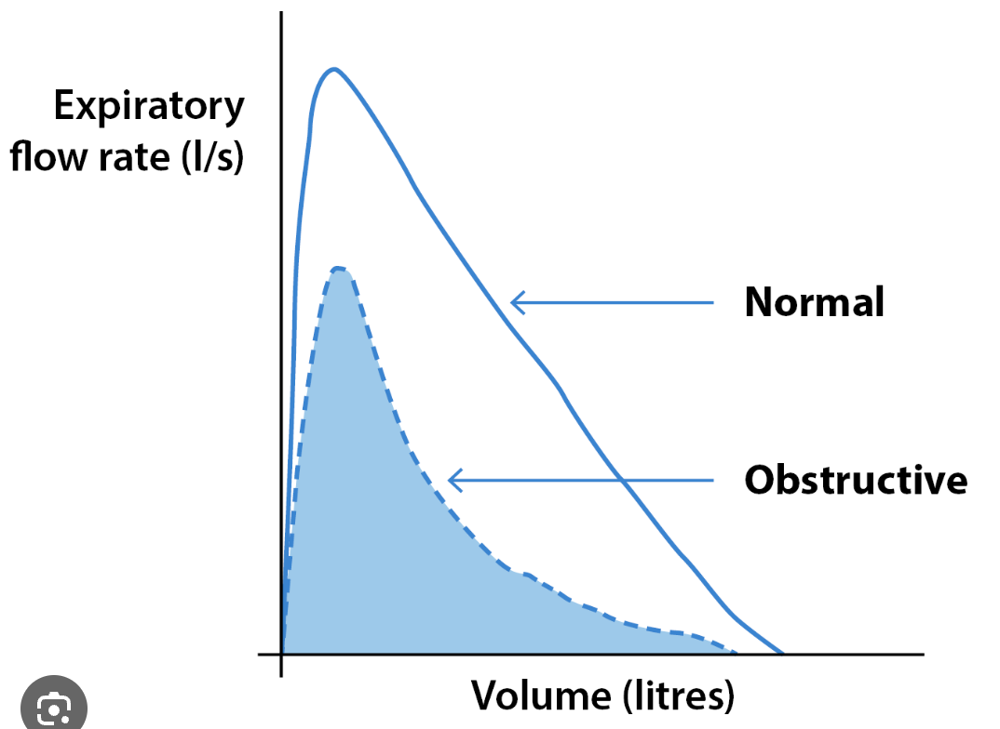 Expiratory
flow rate (l/s)
Normal
Obstructive
Volume (litres)